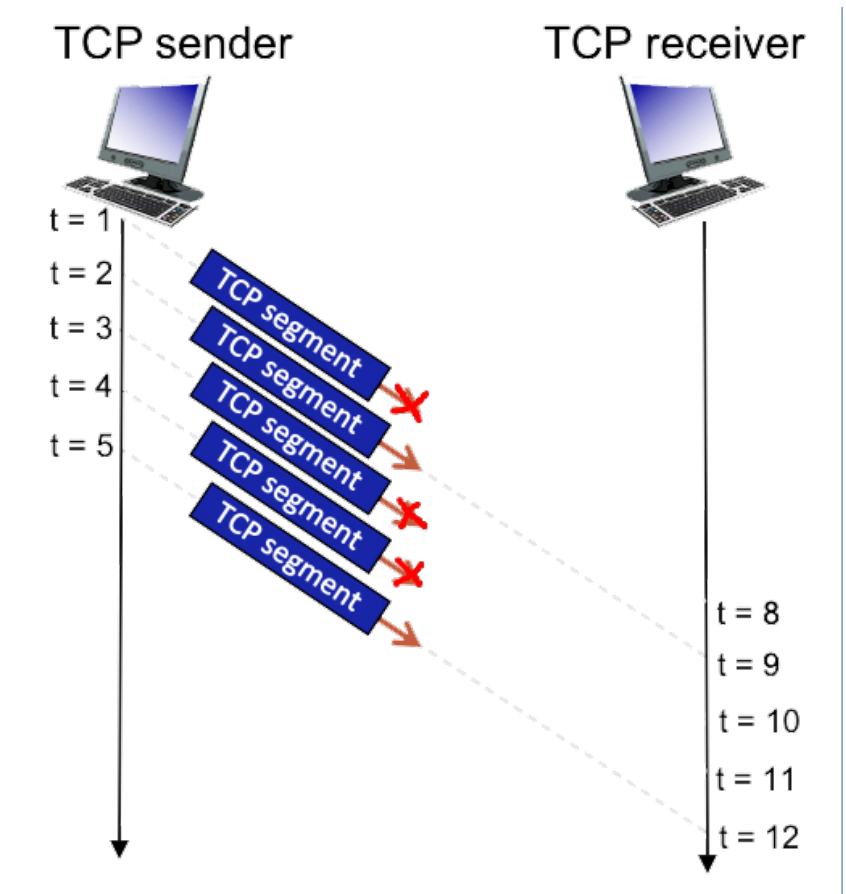 TCP sender
TCP receiver
t = 1
t = 2
t = 3
t = 4
t = 5
TCP segment
TCP segment
TCP segment
TCP segment
TCP segment
t = 8
t = 9
t = 10
t = 11
t = 12